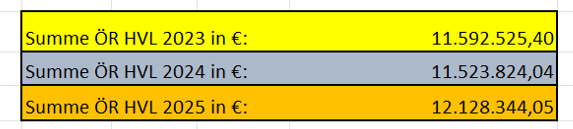 Summe ÖR HVL 2023 in €: 11.592.525,40
Summe ÖR HVL 2024 in €: 11.523.824,04
Summe ÖR HVL 2025 in €: 12.128.344,05